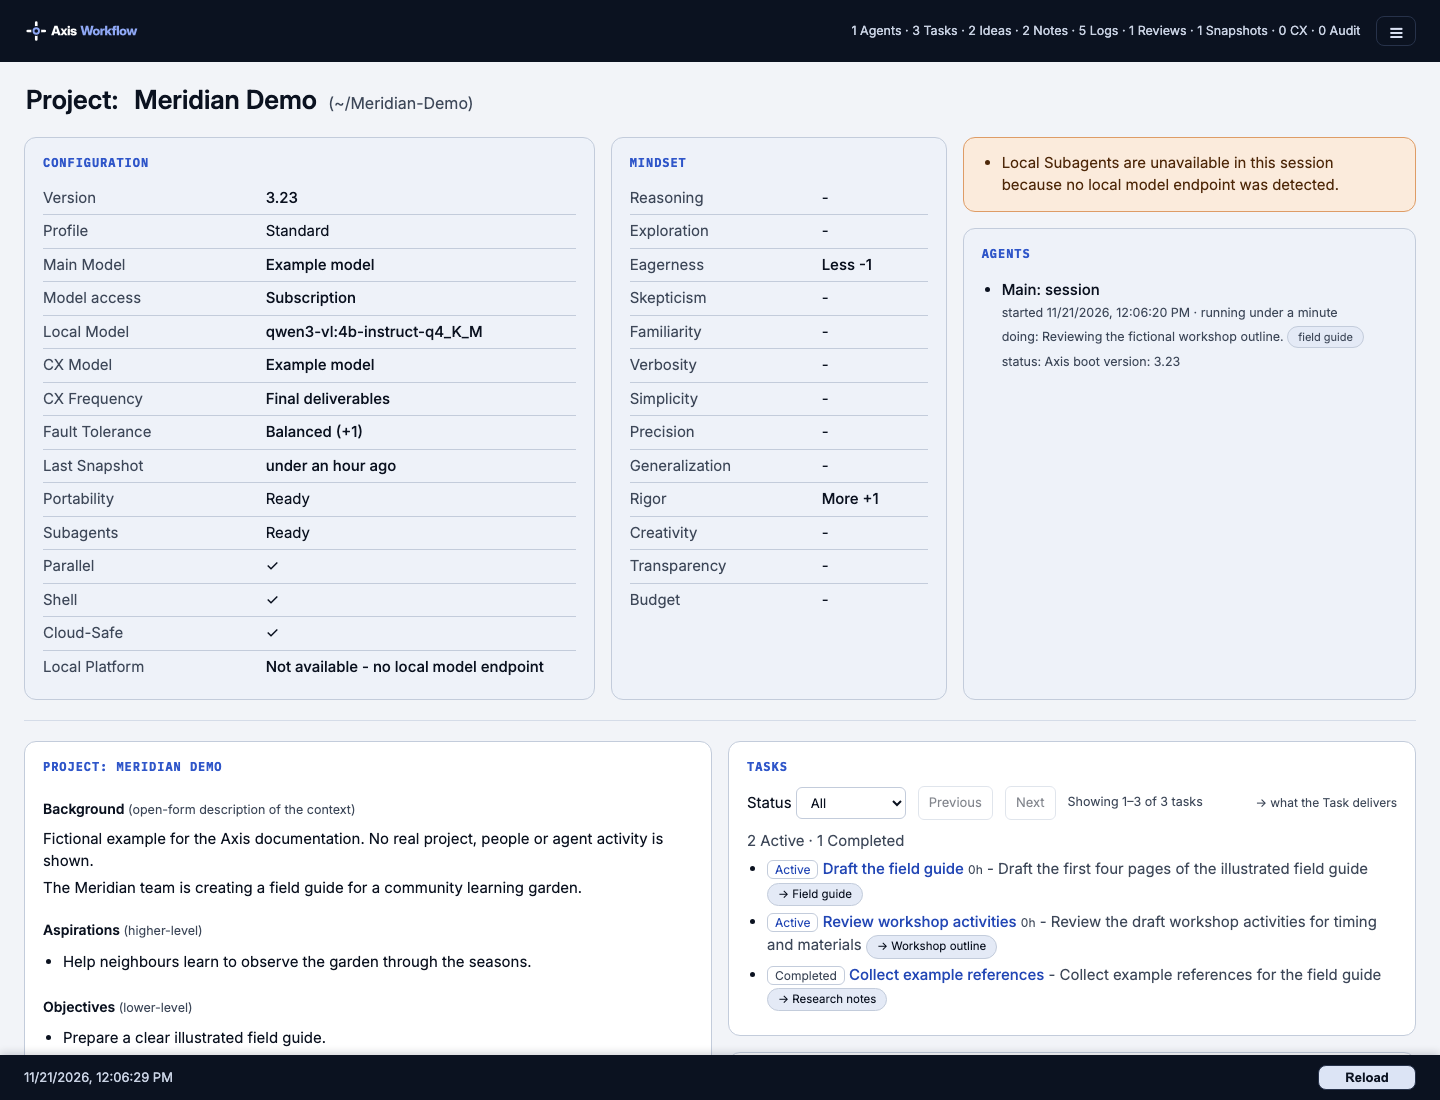 Axis Workflow
1 Agents · 3 Tasks · 2 Ideas · 2 Notes · 5 Logs · 1 Reviews · 1 Snapshots · 0 CX · 0 Audit
Project: Meridian Demo (~/Meridian-Demo)
CONFIGURATION
Version 3.23
Profile Standard
Main Model Example model
Model access Subscription
Local Model qwen3-vl:4b-instruct-q4_K_M
CX Model Example model
CX Frequency Final deliverables
Fault Tolerance Balanced (+1)
Last Snapshot under an hour ago
Portability Ready
Subagents Ready
Parallel ✓
Shell ✓
Cloud-Safe ✓
Local Platform Not available - no local model endpoint
MINDSET
Reasoning -
Exploration -
Eagerness Less -1
Skepticism -
Familiarity -
Verbosity -
Simplicity -
Precision -
Generalization -
Rigor More +1
Creativity -
Transparency -
Budget -
• Local Subagents are unavailable in this session
because no local model endpoint was detected.
AGENTS
• Main: session
started 11/21/2026, 12:06:20 PM · running under a minute
doing: Reviewing the fictional workshop outline. field guide
status: Axis boot version: 3.23
PROJECT: MERIDIAN DEMO
Background (open-form description of the context)
Fictional example for the Axis documentation. No real project, people or agent activity is
shown.
The Meridian team is creating a field guide for a community learning garden.
Aspirations (higher-level)
• Help neighbours learn to observe the garden through the seasons.
Objectives (lower-level)
• Prepare a clear illustrated field guide.
TASKS
Status All Previous Next Showing 1–3 of 3 tasks → what the Task delivers
2 Active · 1 Completed
• Active Draft the field guide 0h - Draft the first four pages of the illustrated field guide
→ Field guide
• Active Review workshop activities 0h - Review the draft workshop activities for timing
and materials → Workshop outline
• Completed Collect example references - Collect example references for the field guide
→ Research notes
11/21/2026, 12:06:29 PM
Reload